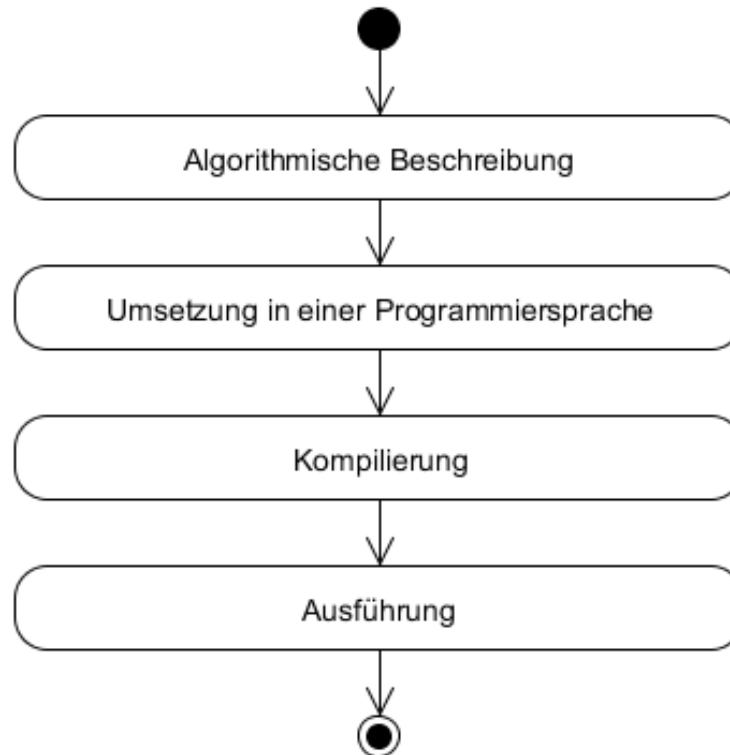 Algorithmische Beschreibung
Umsetzung in einer Programmiersprache
Kompilierung
Ausführung